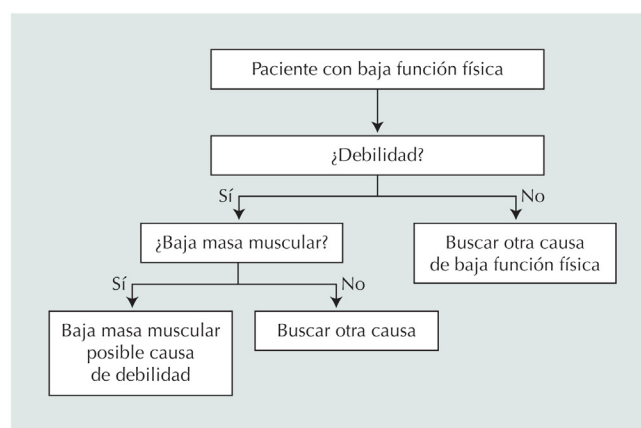 Paciente con baja función física
¿Debilidad?
Sí
No
¿Baja masa muscular?
Buscar otra causa
de baja función física
Sí
No
Baja masa muscular
posible causa
de debilidad
Buscar otra causa